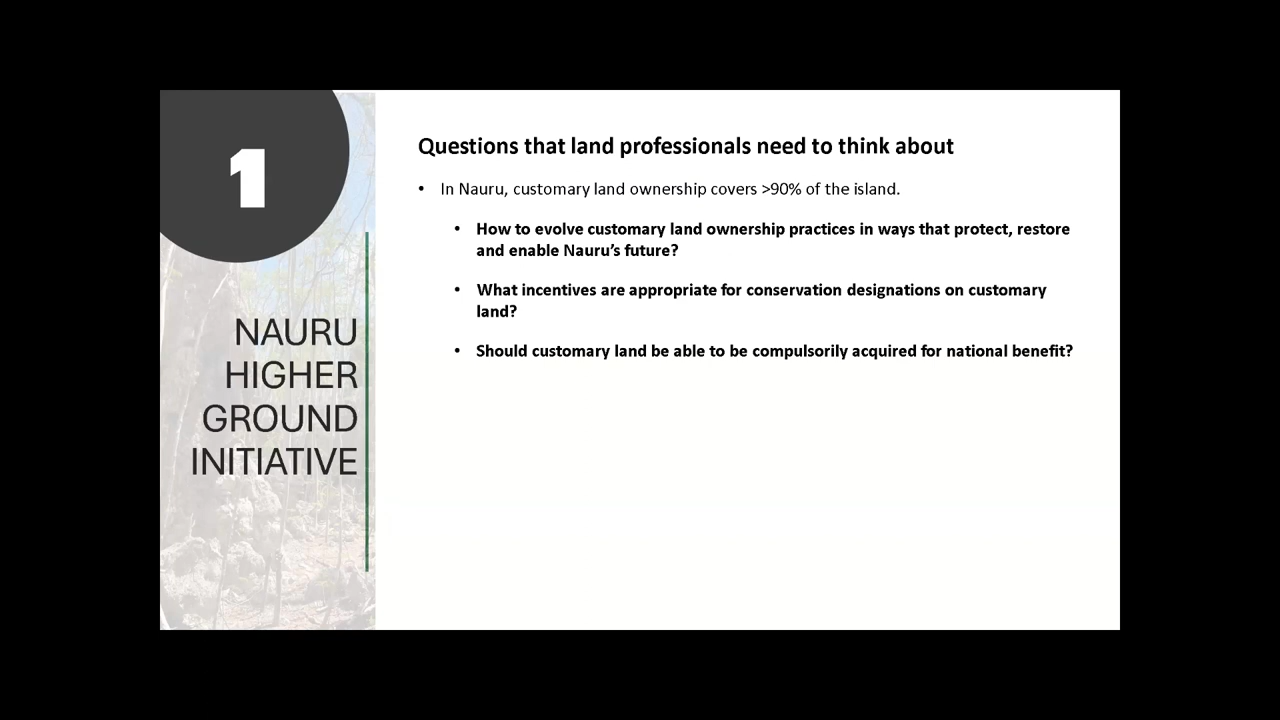 1
NAURU
HIGHER
GROUND
INITIATIVE
Questions that land professionals need to think about
• In Nauru, customary land ownership covers >90% of the island.
• How to evolve customary land ownership practices in ways that protect, restore
and enable Nauru’s future?
• What incentives are appropriate for conservation designations on customary
land?
• Should customary land be able to be compulsorily acquired for national benefit?